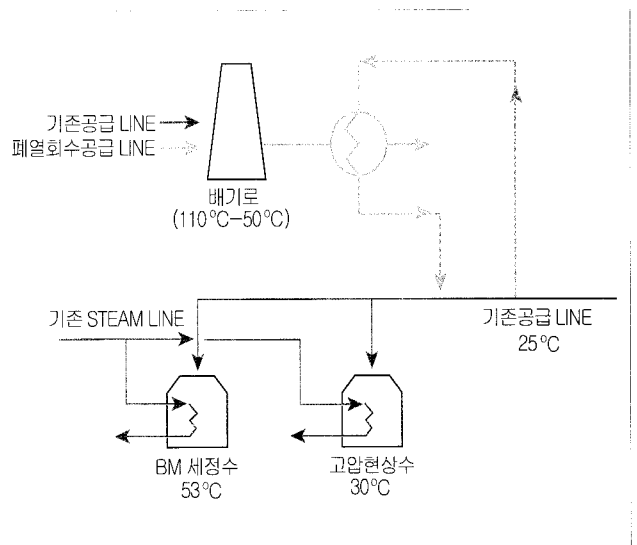 기존공급 LINE
폐열회수공급 LINE
배기로
(110℃-50℃)
기존 STEAM LINE
기존공급 LINE
25℃
BM 세정수
53℃
고압현상수
30℃